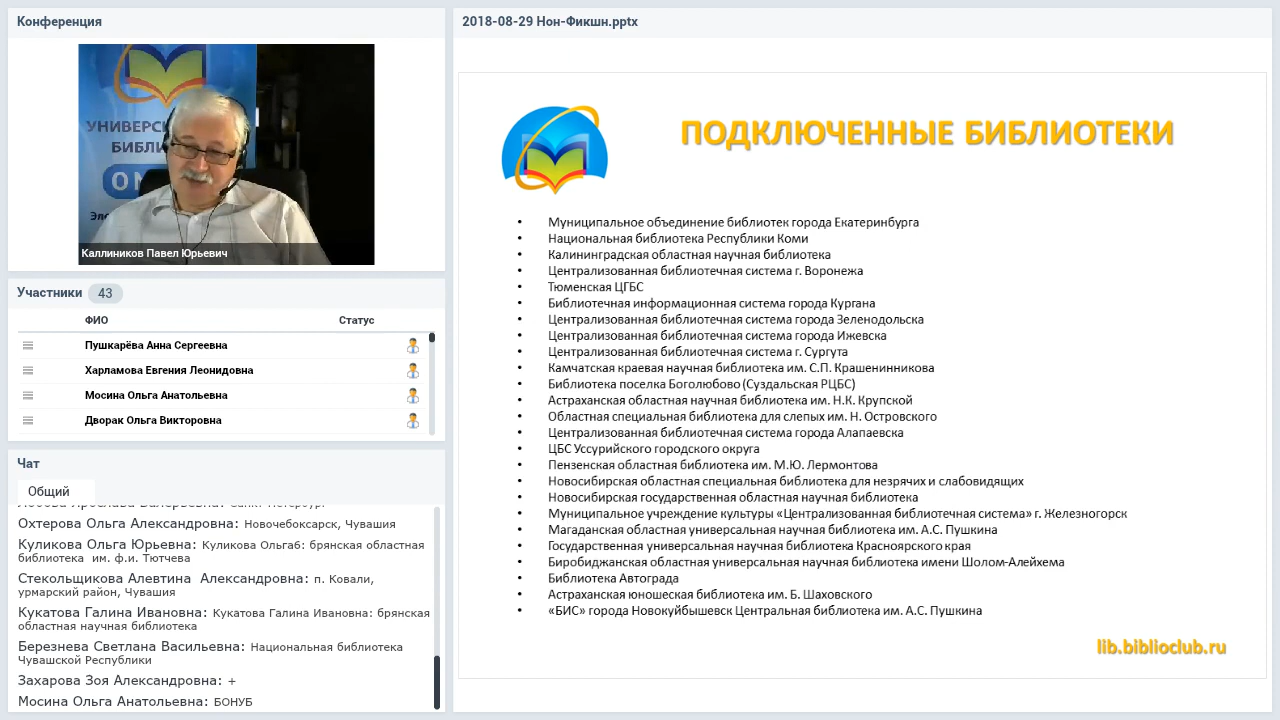 Конференция
УНИВЕРС
БИБЛИ
Каллиников Павел Юрьевич
Участники 43
ФИО Статус
Пушкарёва Анна Сергеевна
Харламова Евгения Леонидовна
Мосина Ольга Анатольевна
Дворак Ольга Викторовна
Чат
Общий
Охтерова Ольга Александровна: Новочебоксарск, Чувашия
Куликова Ольга Юрьевна: Куликова Ольга6: брянская областная
библиотека им. ф.и. Тютчева
Стекольщикова Алевтина Александровна: п. Ковали,
урмарский район, Чувашия
Кукатова Галина Ивановна: Кукатова Галина Ивановна: брянская
областная научная библиотека
Березнева Светлана Васильевна: Национальная библиотека
Чувашской Республики
Захарова Зоя Александровна: +
Мосина Ольга Анатольевна: БОНУБ
2018-08-29 Нон-Фикшн.pptx
ПОДКЛЮЧЕННЫЕ БИБЛИОТЕКИ
• Муниципальное объединение библиотек города Екатеринбурга
• Национальная библиотека Республики Коми
• Калининградская областная научная библиотека
• Централизованная библиотечная система г. Воронежа
• Тюменская ЦГБС
• Библиотечная информационная система города Кургана
• Централизованная библиотечная система города Зеленодольска
• Централизованная библиотечная система города Ижевска
• Централизованная библиотечная система г. Сургута
• Камчатская краевая научная библиотека им. С.П. Крашенинникова
• Библиотека поселка Боголюбово (Суздальская РЦБС)
• Астраханская областная научная библиотека им. Н.К. Крупской
• Областная специальная библиотека для слепых им. Н. Островского
• Централизованная библиотечная система города Алапаевска
• ЦБС Уссурийского городского округа
• Пензенская областная библиотека им. М.Ю. Лермонтова
• Новосибирская областная специальная библиотека для незрячих и слабовидящих
• Новосибирская государственная областная научная библиотека
• Муниципальное учреждение культуры «Централизованная библиотечная система» г. Железногорск
• Магаданская областная универсальная научная библиотека им. А.С. Пушкина
• Государственная универсальная научная библиотека Красноярского края
• Биробиджанская областная универсальная научная библиотека имени Шолом-Алейхема
• Библиотека Автограда
• Астраханская юношеская библиотека им. Б. Шаховского
• «БИС» города Новокуйбышевск Центральная библиотека им. А.С. Пушкина
lib.biblioclub.ru